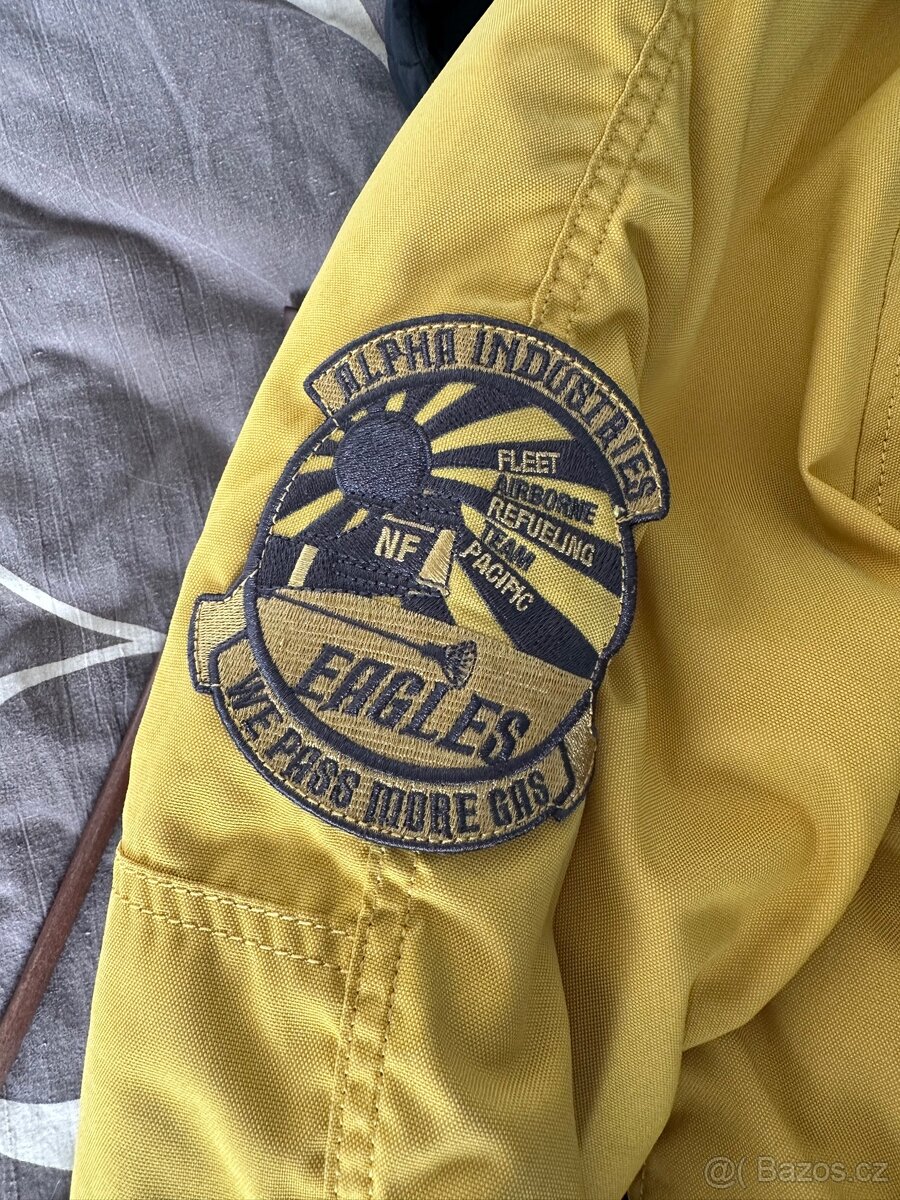 ALPHA INDUSTRIES
FLEET
AIRBORNE
REFUELING
TEAM
PACIFIC
NF
EAGLES
WE PASS MORE GAS
@( Bazos.cz